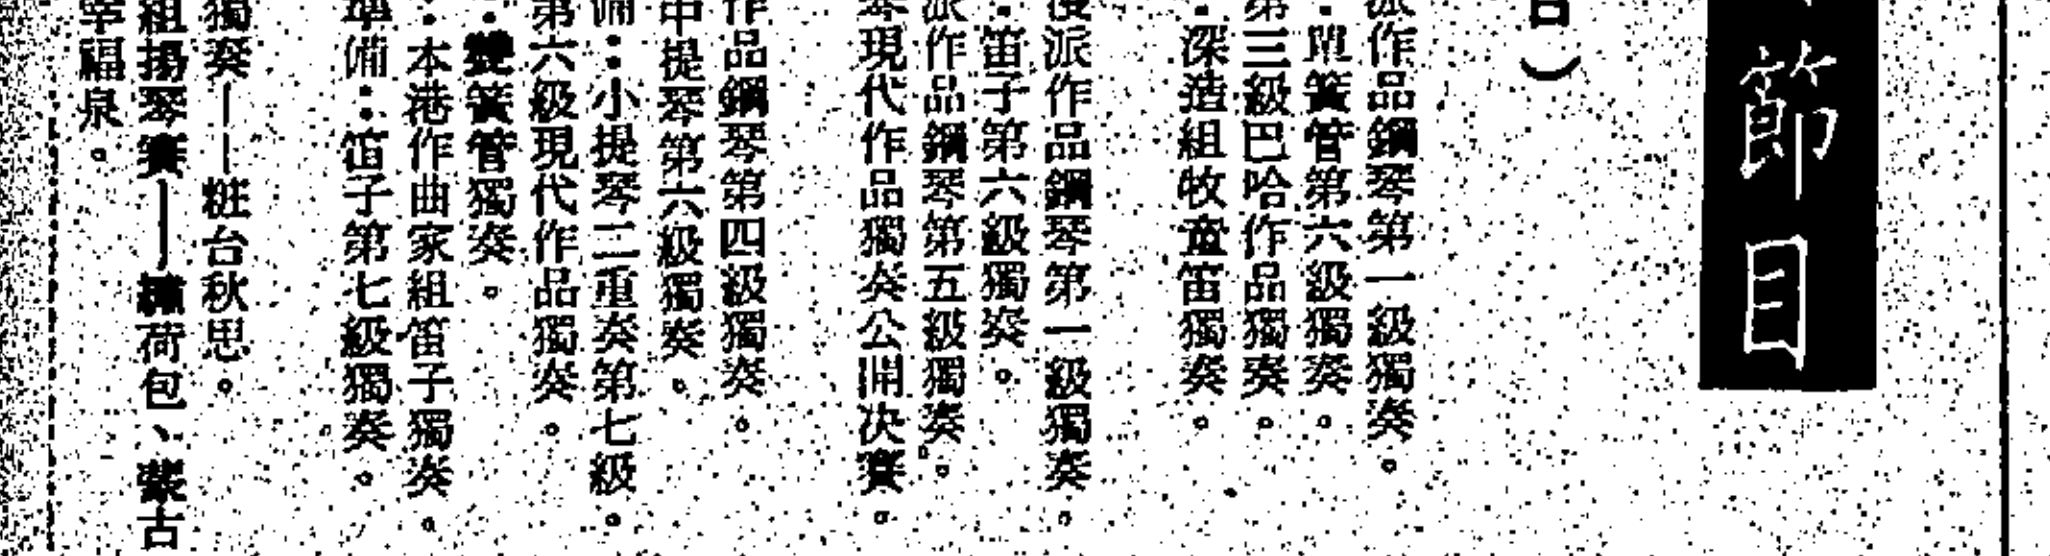 節目
日）
派作品鋼琴第一級獨奏。
：單簧管第六級獨奏。
第三級巴哈作品獨奏。
：深造組牧童笛獨奏。
漫派作品鋼琴第一級獨奏。
：笛子第六級獨奏。
派作品鋼琴第五級獨奏。
琴現代作品獨奏公開決賽。
作品鋼琴第四級獨奏。
中提琴第六級獨奏。
備：小提琴二重奏第七級。
第六級現代作品獨奏。
：雙簧管獨奏。
：本港作曲家組笛子獨奏。
準備：笛子第七級獨奏。
獨奏——粧台秋思。
組揚琴賽——繡荷包、蒙古
幸福泉。